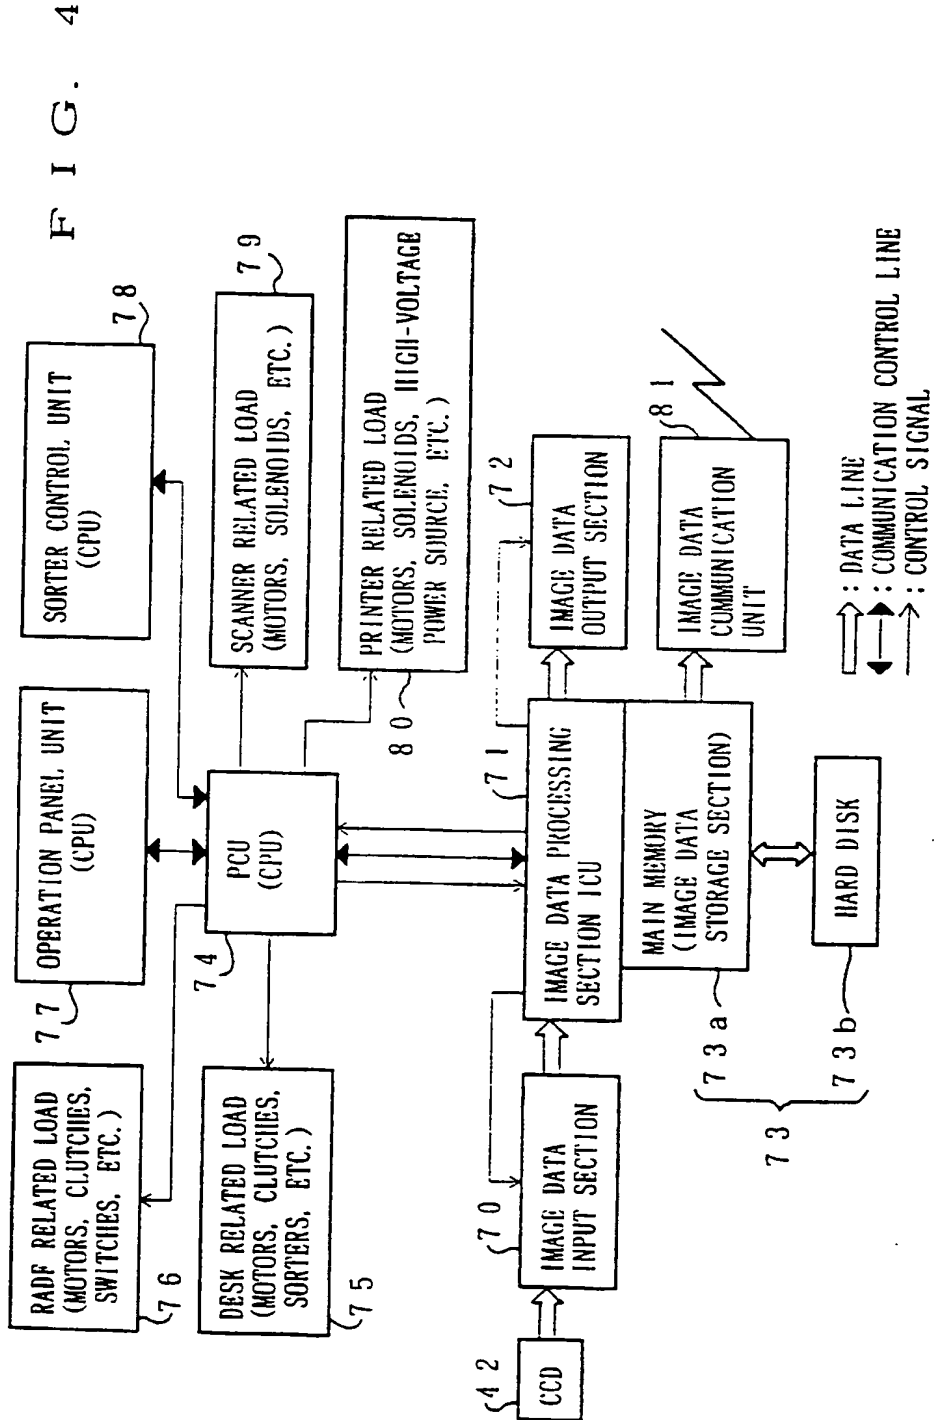 F I G. 4
RADF RELATED LOAD
(MOTORS, CLUTCHES,
SWITCHES, ETC.)
76
OPERATION PANEL UNIT
(CPU)
77
SORTER CONTROL UNIT
(CPU)
78
DESK RELATED LOAD
(MOTORS, CLUTCHES,
SORTERS, ETC.)
75
PCU
(CPU)
74
SCANNER RELATED LOAD
(MOTORS, SOLENOIDS, ETC.)
79
PRINTER RELATED LOAD
(MOTORS, SOLENOIDS, HIGH-VOLTAGE
POWER SOURCE, ETC.)
80
42
CCD
70
IMAGE DATA
INPUT SECTION
71
IMAGE DATA PROCESSING
SECTION ICU
72
IMAGE DATA
OUTPUT SECTION
MAIN MEMORY
(IMAGE DATA
STORAGE SECTION)
73a
81
IMAGE DATA
COMMUNICATION
UNIT
HARD DISK
73b
73
: DATA LINE
: COMMUNICATION CONTROL LINE
: CONTROL SIGNAL